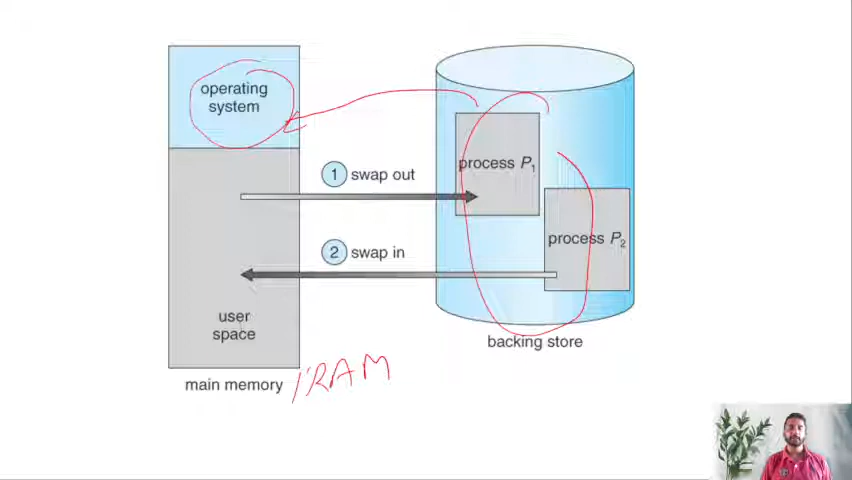 operating
system
process P1
1 swap out
process P2
2 swap in
user
space
backing store
main memory /RAM